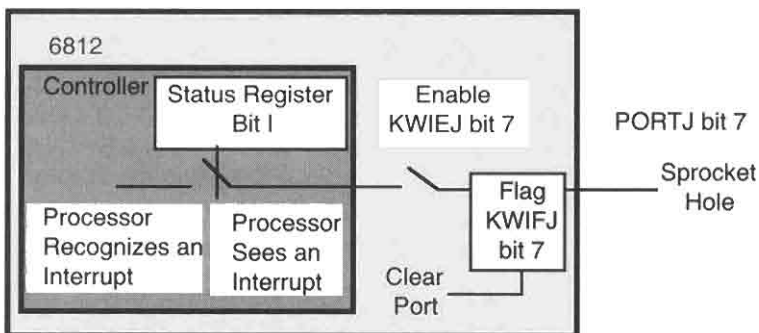 6812
Controller
Status Register
Bit I
Enable
KWIEJ bit 7
PORTJ bit 7
Sprocket
Hole
Flag
KWIFJ
bit 7
Processor
Recognizes an
Interrupt
Processor
Sees an
Interrupt
Clear
Port